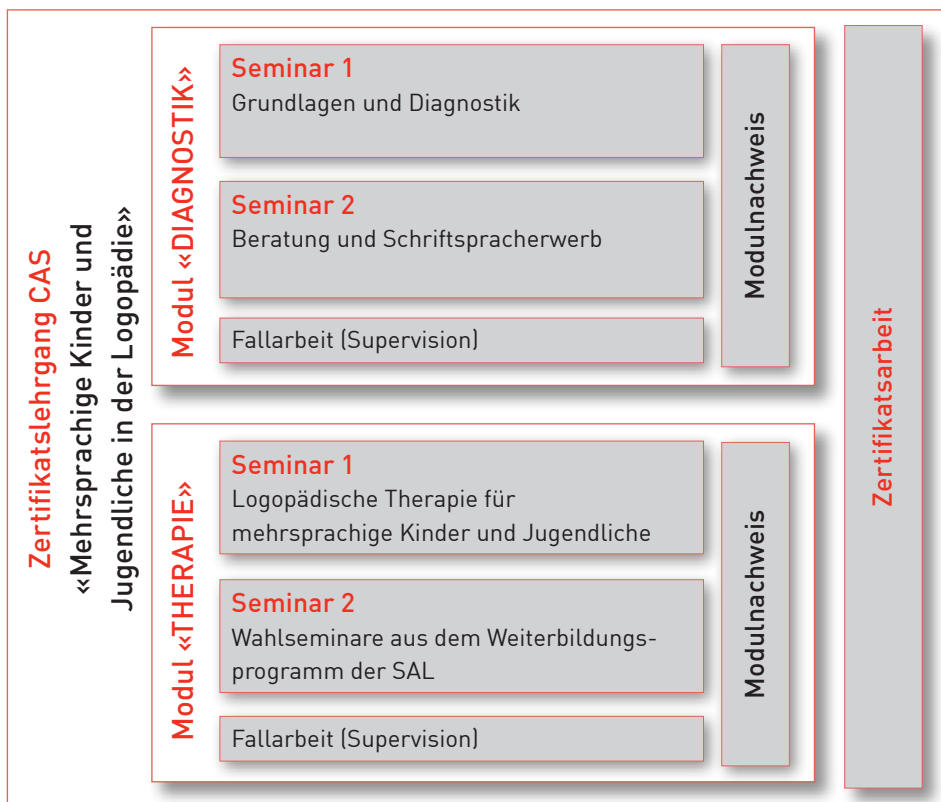 Zertifikatslehrgang CAS
«Mehrsprachige Kinder und
Jugendliche in der Logopädie»
Modul «DIAGNOSTIK»
Seminar 1
Grundlagen und Diagnostik
Seminar 2
Beratung und Schriftspracherwerb
Fallarbeit (Supervision)
Modulnachweis
Modul «THERAPIE»
Seminar 1
Logopädische Therapie für
mehrsprachige Kinder und Jugendliche
Seminar 2
Wahlseminare aus dem Weiterbildungs-
programm der SAL
Fallarbeit (Supervision)
Modulnachweis
Zertifikatsarbeit